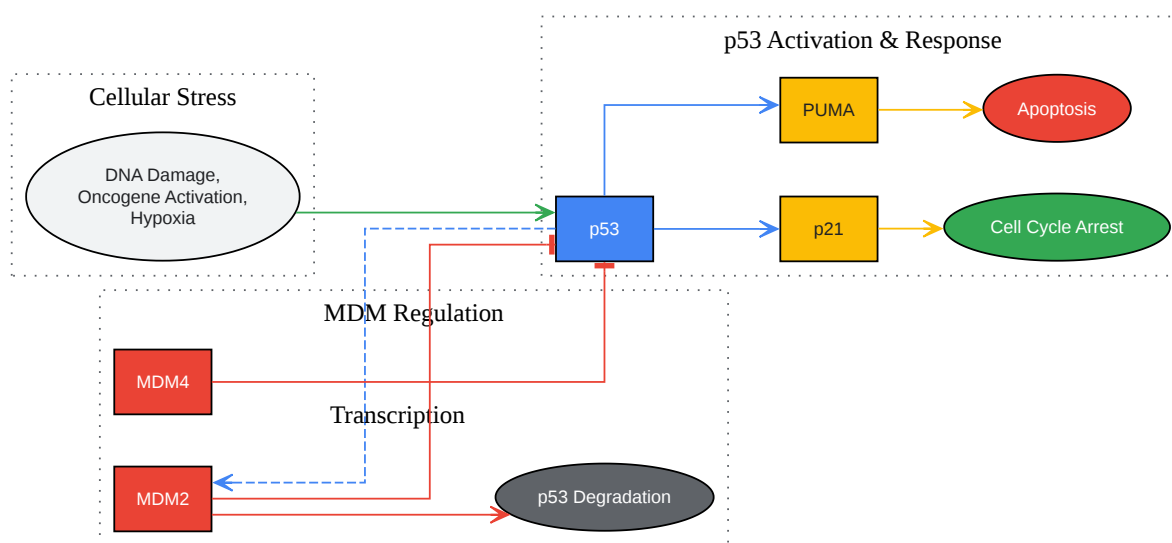 p53 Activation & Response
Cellular Stress
PUMA
Apoptosis
DNA Damage,
Oncogene Activation,
Hypoxia
p53
p21
Cell Cycle Arrest
MDM Regulation
MDM4
Transcription
MDM2
p53 Degradation